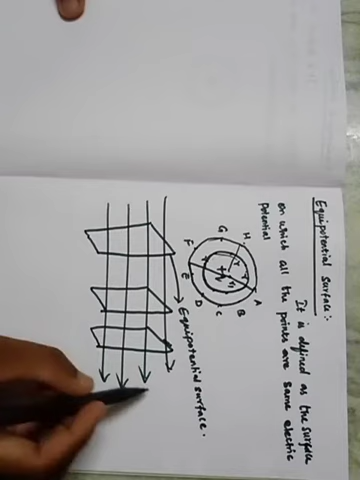 Equipotential surface :-
It is defined as the surface
on which all the points are same electric
potential
A
B
C
D
E
F
G
H
Equipotential surface.